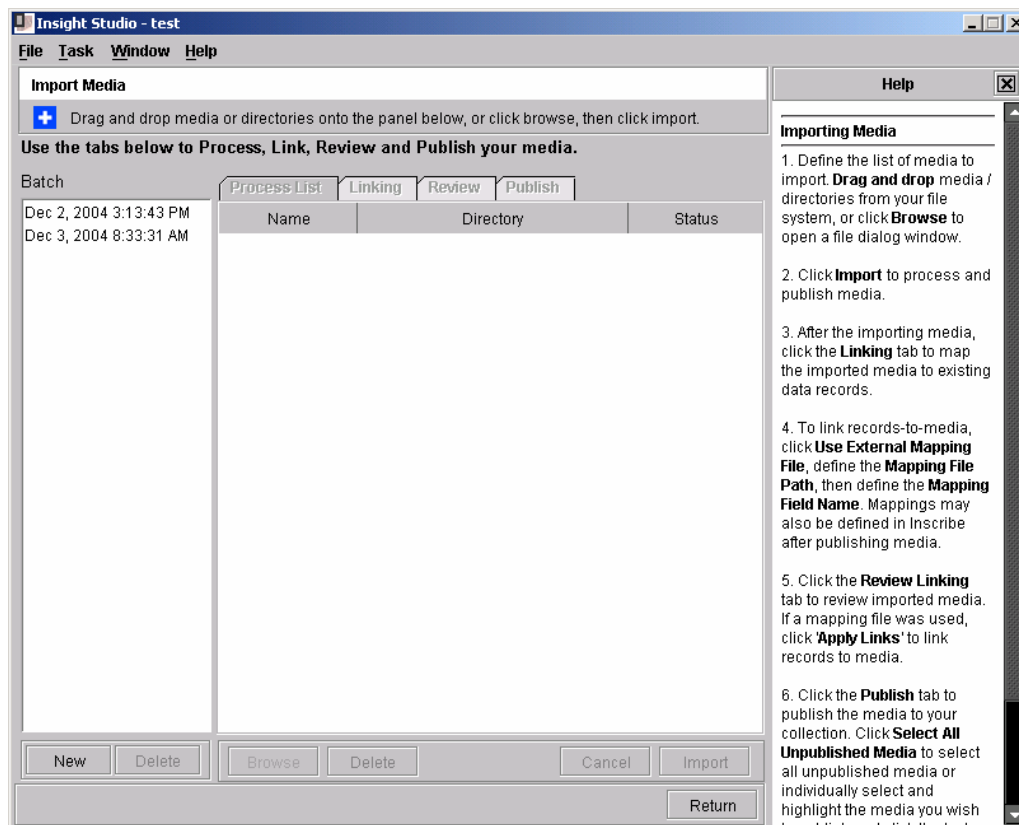 Insight Studio - test
File Task Window Help
Import Media
Drag and drop media or directories onto the panel below, or click browse, then click import.
Use the tabs below to Process, Link, Review and Publish your media.
Batch
Process List Linking Review Publish
Name Directory Status
Dec 2, 2004 3:13:43 PM
Dec 3, 2004 8:33:31 AM
New Delete Browse Delete Cancel Import
Return
Help
Importing Media
1. Define the list of media to
import. Drag and drop media /
directories from your file
system, or click Browse to
open a file dialog window.
2. Click Import to process and
publish media.
3. After the importing media,
click the Linking tab to map
the imported media to existing
data records.
4. To link records-to-media,
click Use External Mapping
File, define the Mapping File
Path, then define the Mapping
Field Name. Mappings may
also be defined in Inscribe
after publishing media.
5. Click the Review Linking
tab to review imported media.
If a mapping file was used,
click 'Apply Links' to link
records to media.
6. Click the Publish tab to
publish the media to your
collection. Click Select All
Unpublished Media to select
all unpublished media or
individually select and
highlight the media you wish